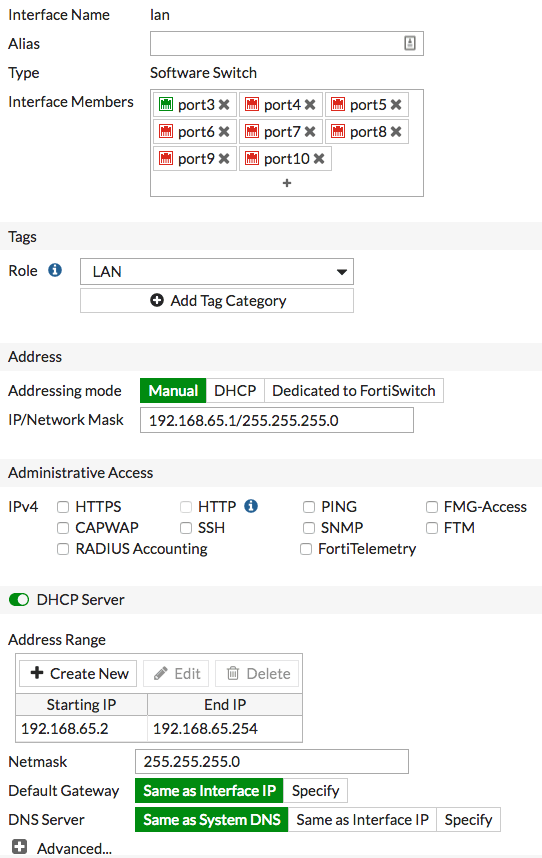 Interface Name lan
Alias
Type Software Switch
Interface Members port3 port4 port5
port6 port7 port8
port9 port10
+
Tags
Role LAN
Add Tag Category
Address
Addressing mode Manual DHCP Dedicated to FortiSwitch
IP/Network Mask 192.168.65.1/255.255.255.0
Administrative Access
IPv4 HTTPS HTTP PING FMG-Access
CAPWAP SSH SNMP FTM
RADIUS Accounting FortiTelemetry
DHCP Server
Address Range
Create New Edit Delete
Starting IP End IP
192.168.65.2 192.168.65.254
Netmask 255.255.255.0
Default Gateway Same as Interface IP Specify
DNS Server Same as System DNS Same as Interface IP Specify
Advanced...